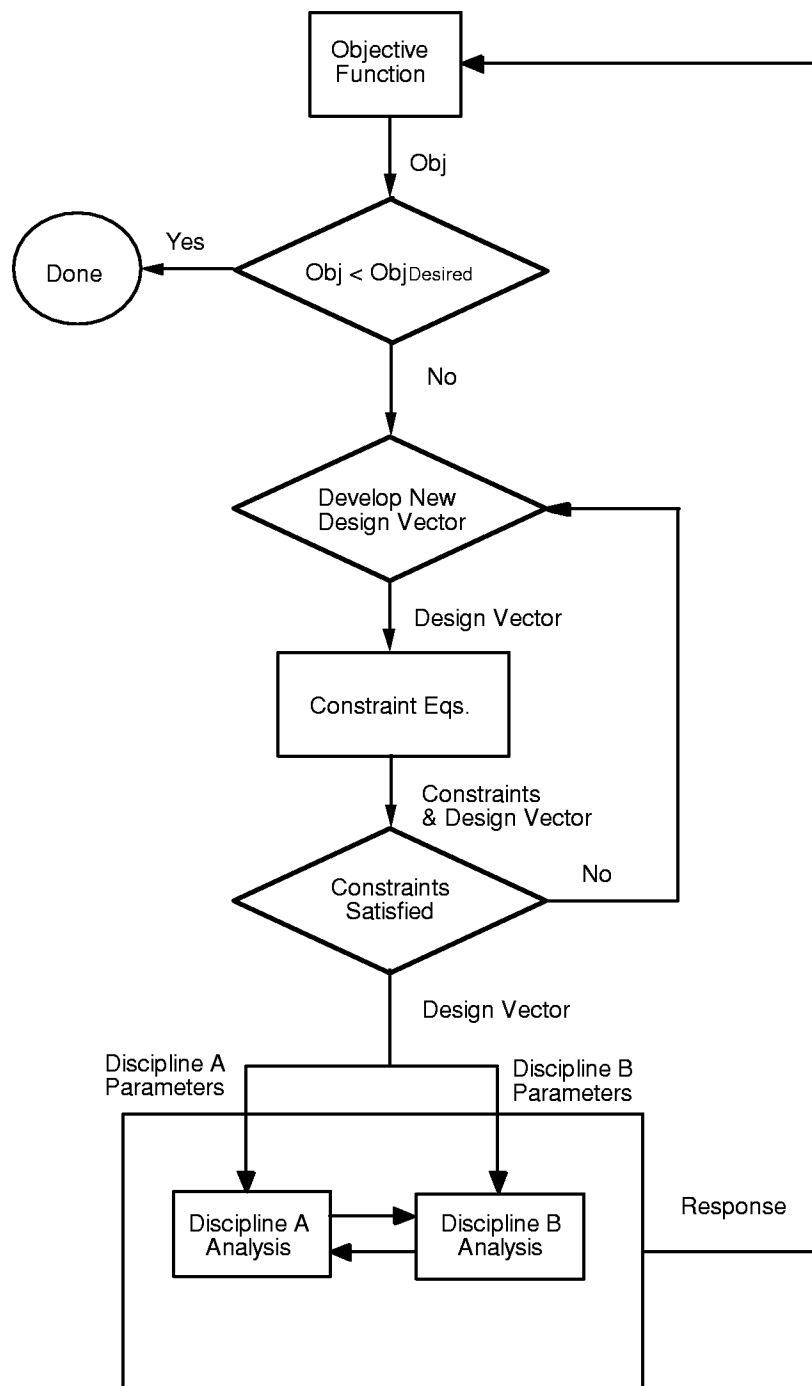 Objective
Function
Obj
Yes
Done
Obj < ObjDesired
No
Develop New
Design Vector
Design Vector
Constraint Eqs.
Constraints
& Design Vector
Constraints
Satisfied
No
Design Vector
Discipline A
Parameters
Discipline B
Parameters
Discipline A
Analysis
Discipline B
Analysis
Response